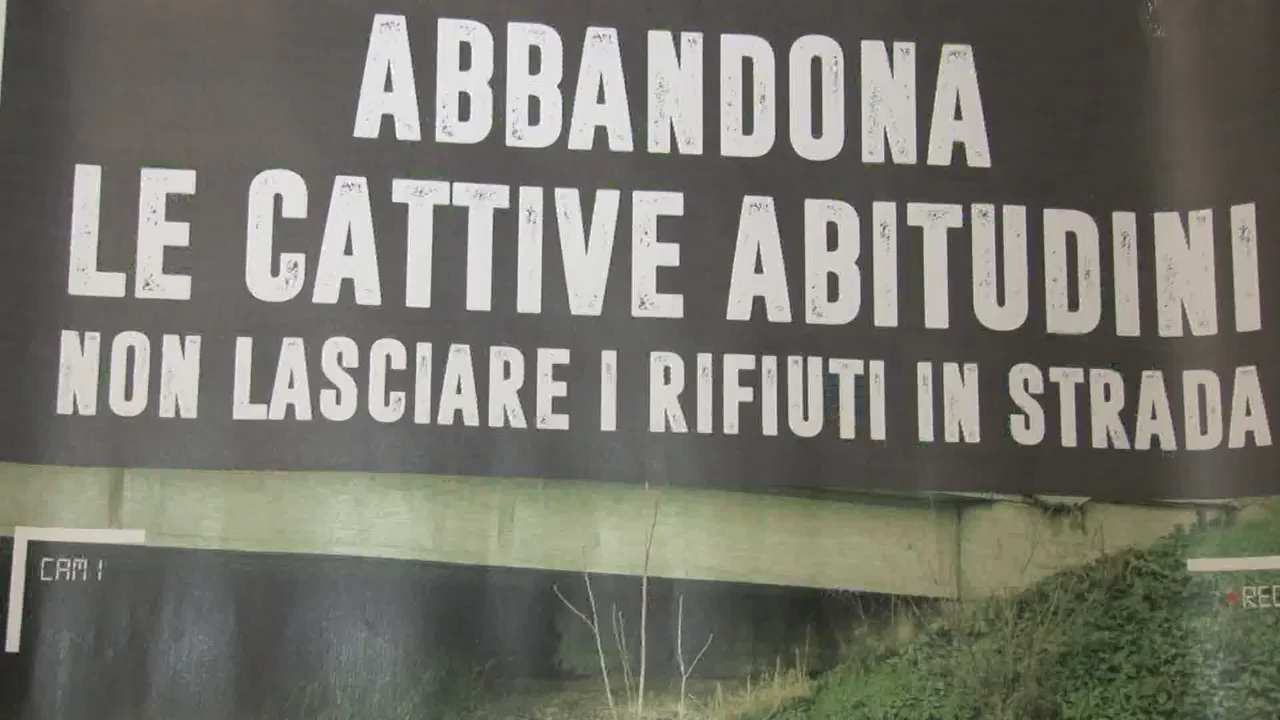 ABBANDONA
LE CATTIVE ABITUDINI
NON LASCIARE I RIFIUTI IN STRADA
CAM 1
REC